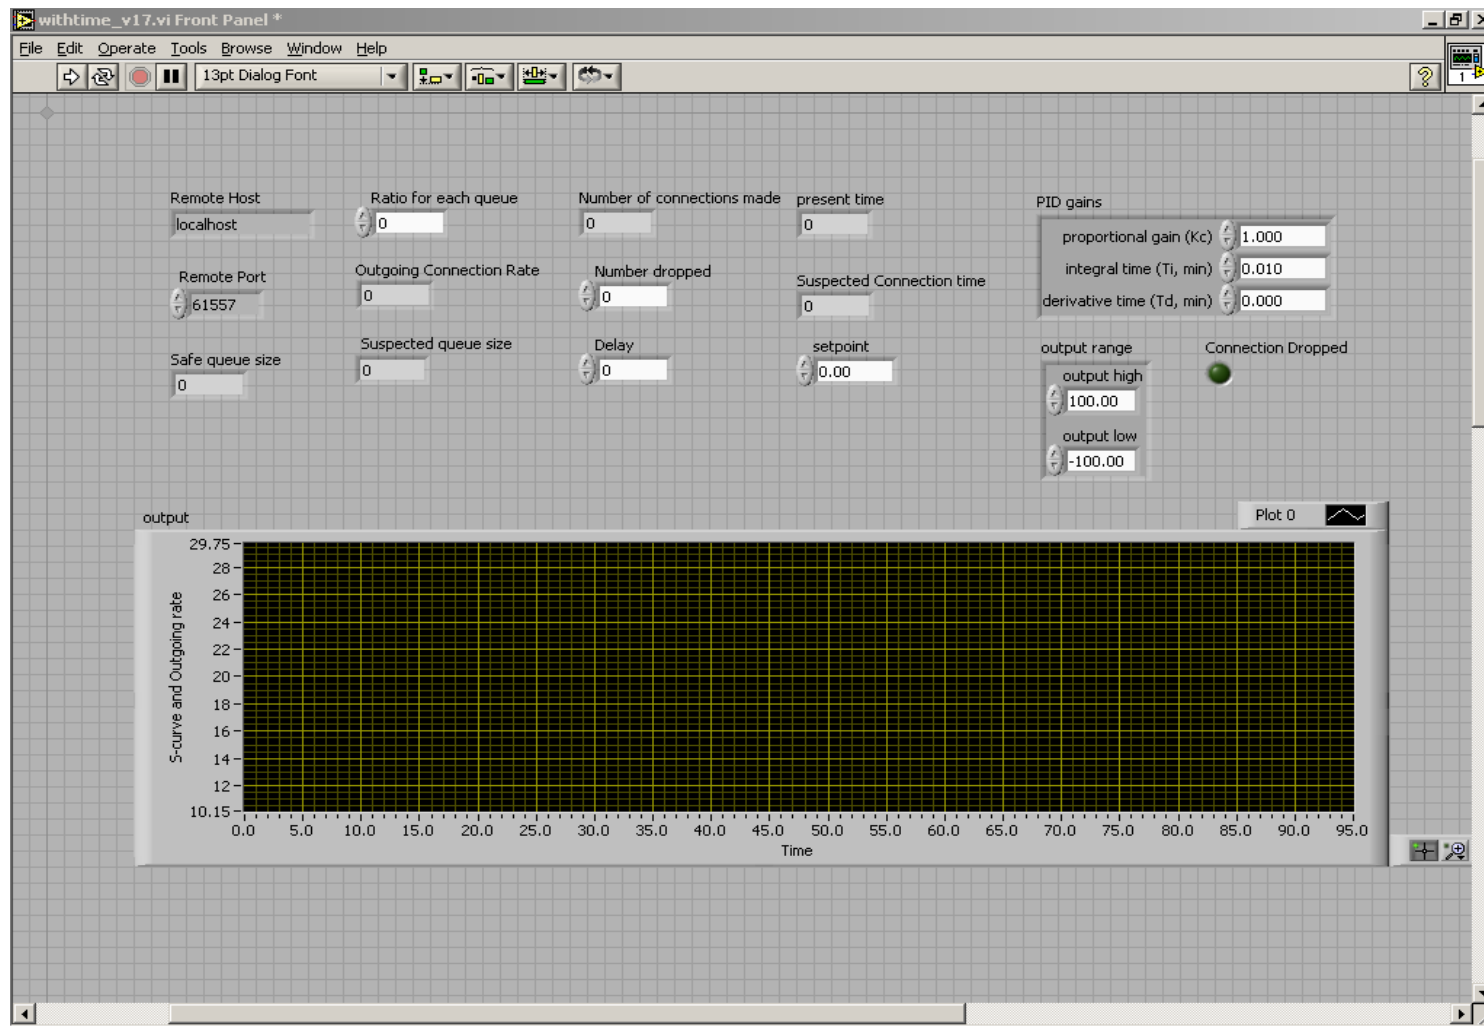 withtime_v17.vi Front Panel *
File Edit Operate Tools Browse Window Help
13pt Dialog Font
1
Remote Host
localhost
Ratio for each queue
0
Number of connections made
0
present time
0
PID gains
proportional gain (Kc) 1.000
integral time (Ti, min) 0.010
derivative time (Td, min) 0.000
Remote Port
61557
Outgoing Connection Rate
0
Number dropped
0
Suspected Connection time
0
Safe queue size
0
Suspected queue size
0
Delay
0
setpoint
0.00
output range
output high
100.00
output low
-100.00
Connection Dropped
output
Plot 0
S-curve and Outgoing rate
29.75
28
26
24
22
20
18
16
14
12
10.15
0.0 5.0 10.0 15.0 20.0 25.0 30.0 35.0 40.0 45.0 50.0 55.0 60.0 65.0 70.0 75.0 80.0 85.0 90.0 95.0
Time